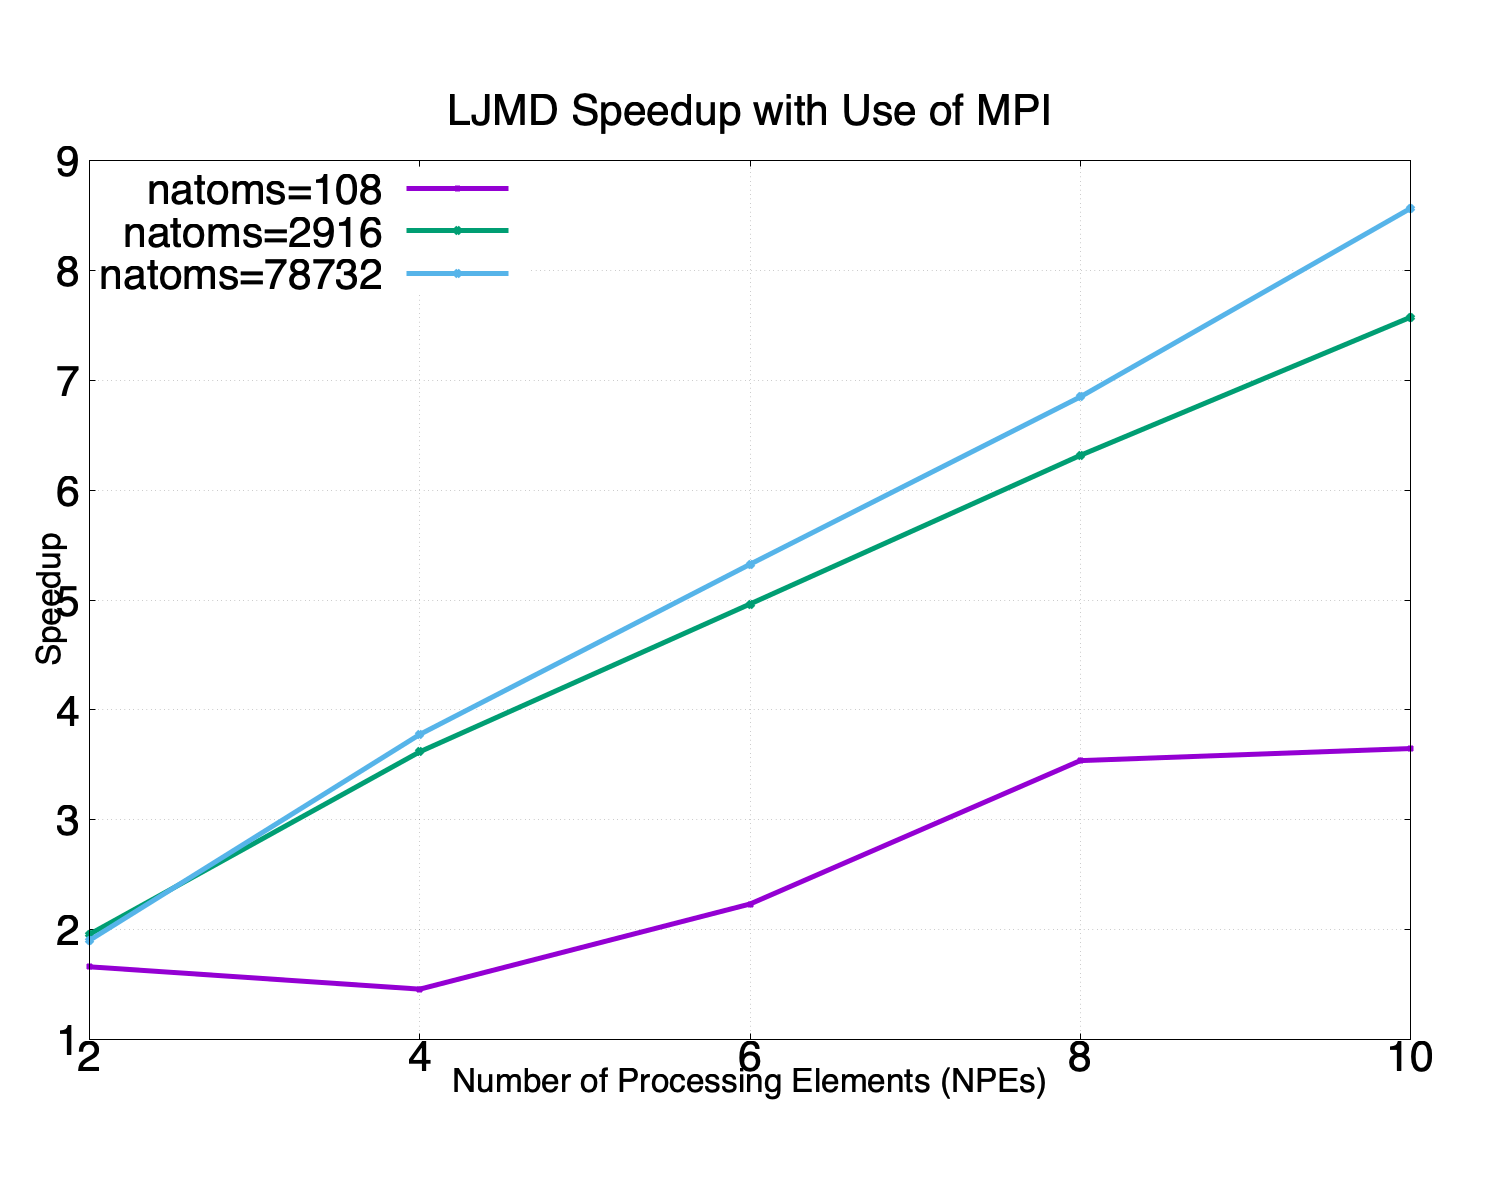 LJMD Speedup with Use of MPI
natoms=108
natoms=2916
natoms=78732
9
8
7
6
5
4
3
2
1
Speedup
2 4 6 8 10
Number of Processing Elements (NPEs)